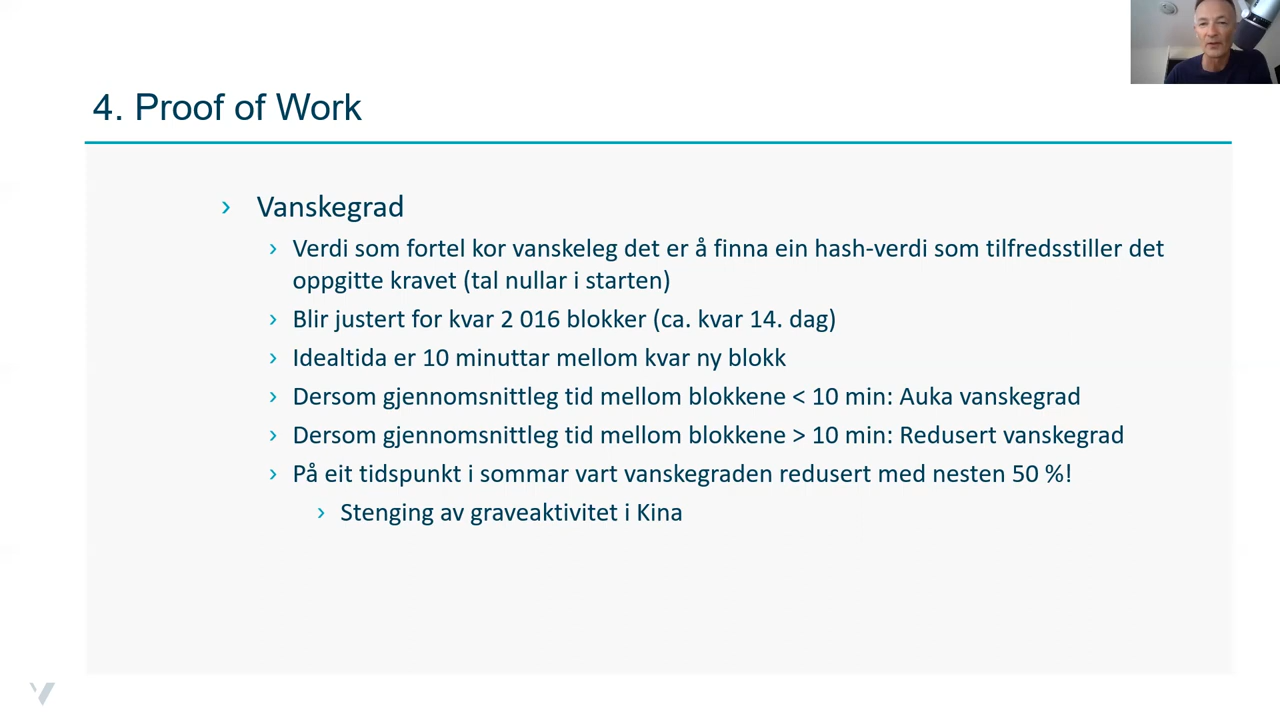 4. Proof of Work
› Vanskegrad
› Verdi som fortel kor vanskeleg det er å finna ein hash-verdi som tilfredsstiller det
oppgitte kravet (tal nullar i starten)
› Blir justert for kvar 2 016 blokker (ca. kvar 14. dag)
› Idealtida er 10 minuttar mellom kvar ny blokk
› Dersom gjennomsnittleg tid mellom blokkene < 10 min: Auka vanskegrad
› Dersom gjennomsnittleg tid mellom blokkene > 10 min: Redusert vanskegrad
› På eit tidspunkt i sommar vart vanskegraden redusert med nesten 50 %!
› Stenging av graveaktivitet i Kina